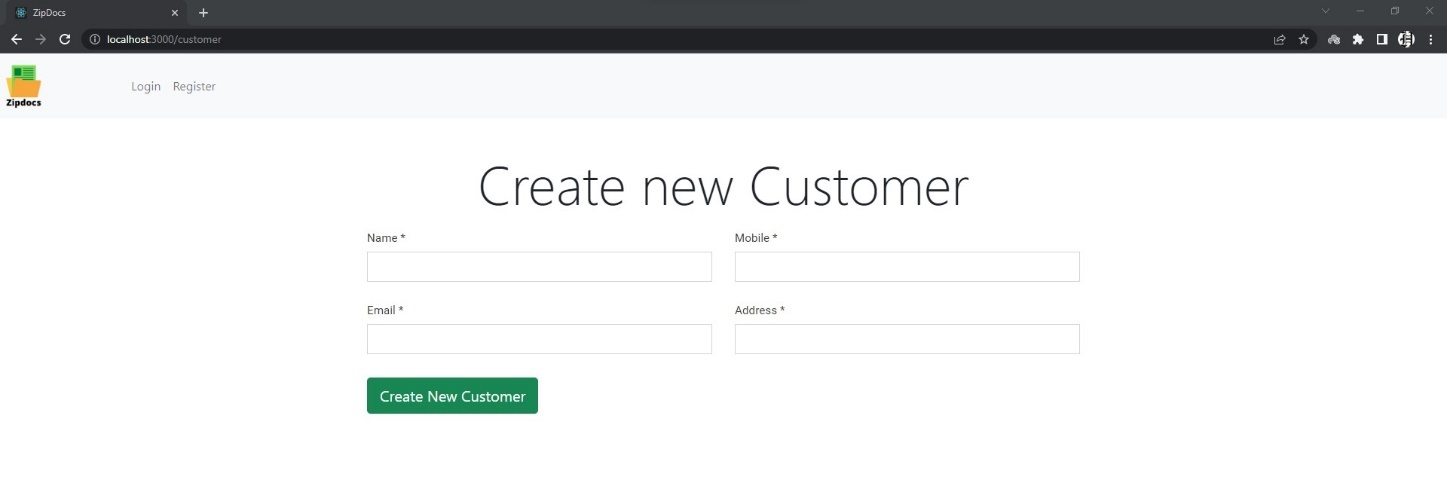 ZipDocs
localhost:3000/customer
Zipdocs
Login Register
Create new Customer
Name * Mobile *
Email * Address *
Create New Customer